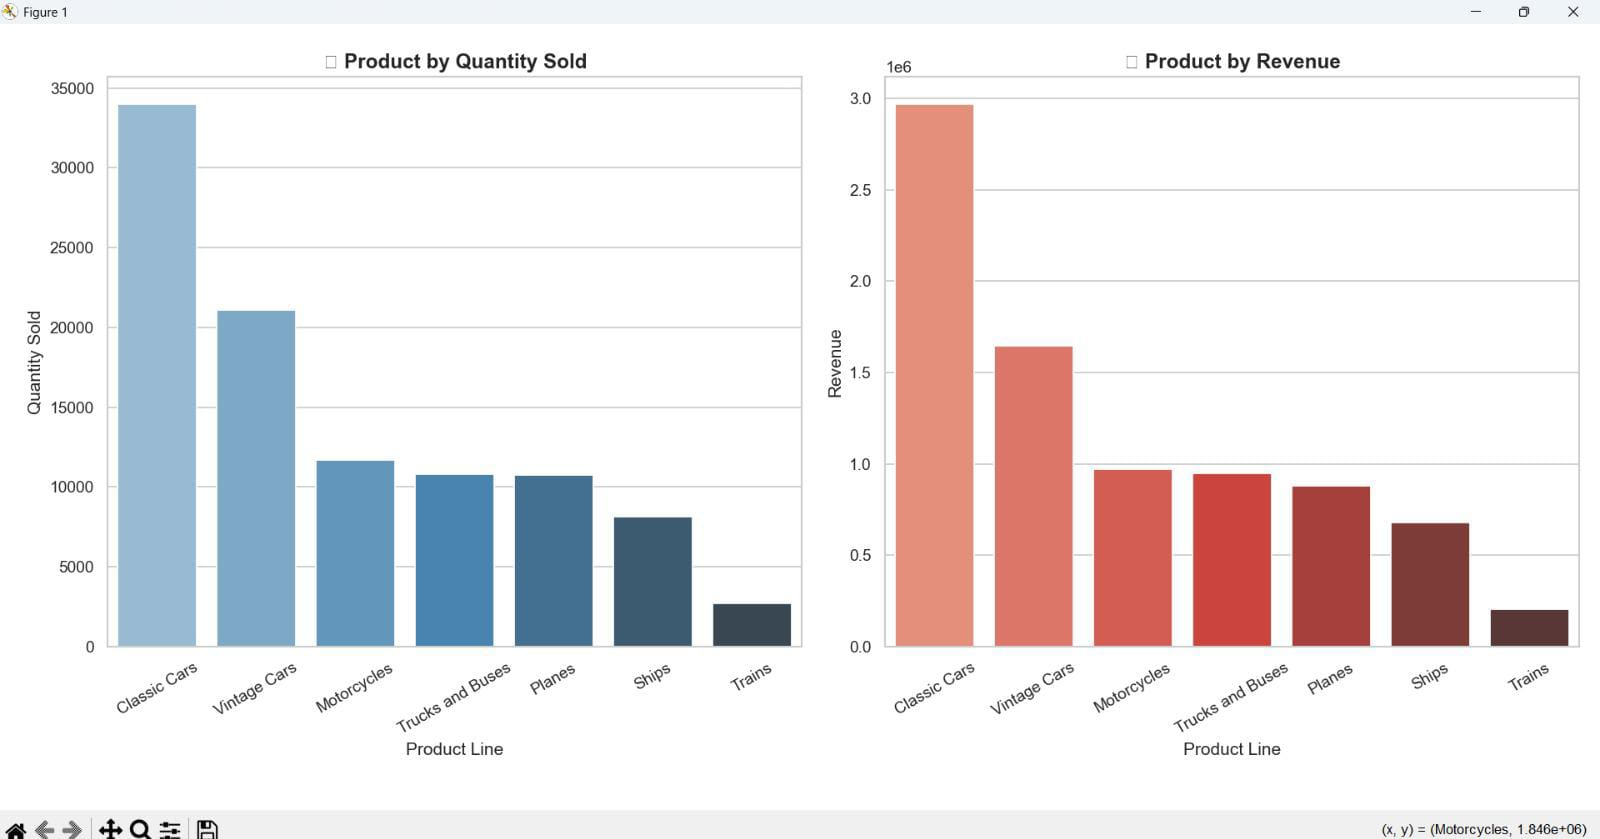 Figure 1
Product by Quantity Sold
35000
30000
25000
20000
15000
10000
5000
0
Quantity Sold
Classic Cars
Vintage Cars
Motorcycles
Trucks and Buses
Planes
Ships
Trains
Product Line
Product by Revenue
1e6
3.0
2.5
2.0
1.5
1.0
0.5
0.0
Revenue
Classic Cars
Vintage Cars
Motorcycles
Trucks and Buses
Planes
Ships
Trains
Product Line
(x, y) = (Motorcycles, 1.846e+06)